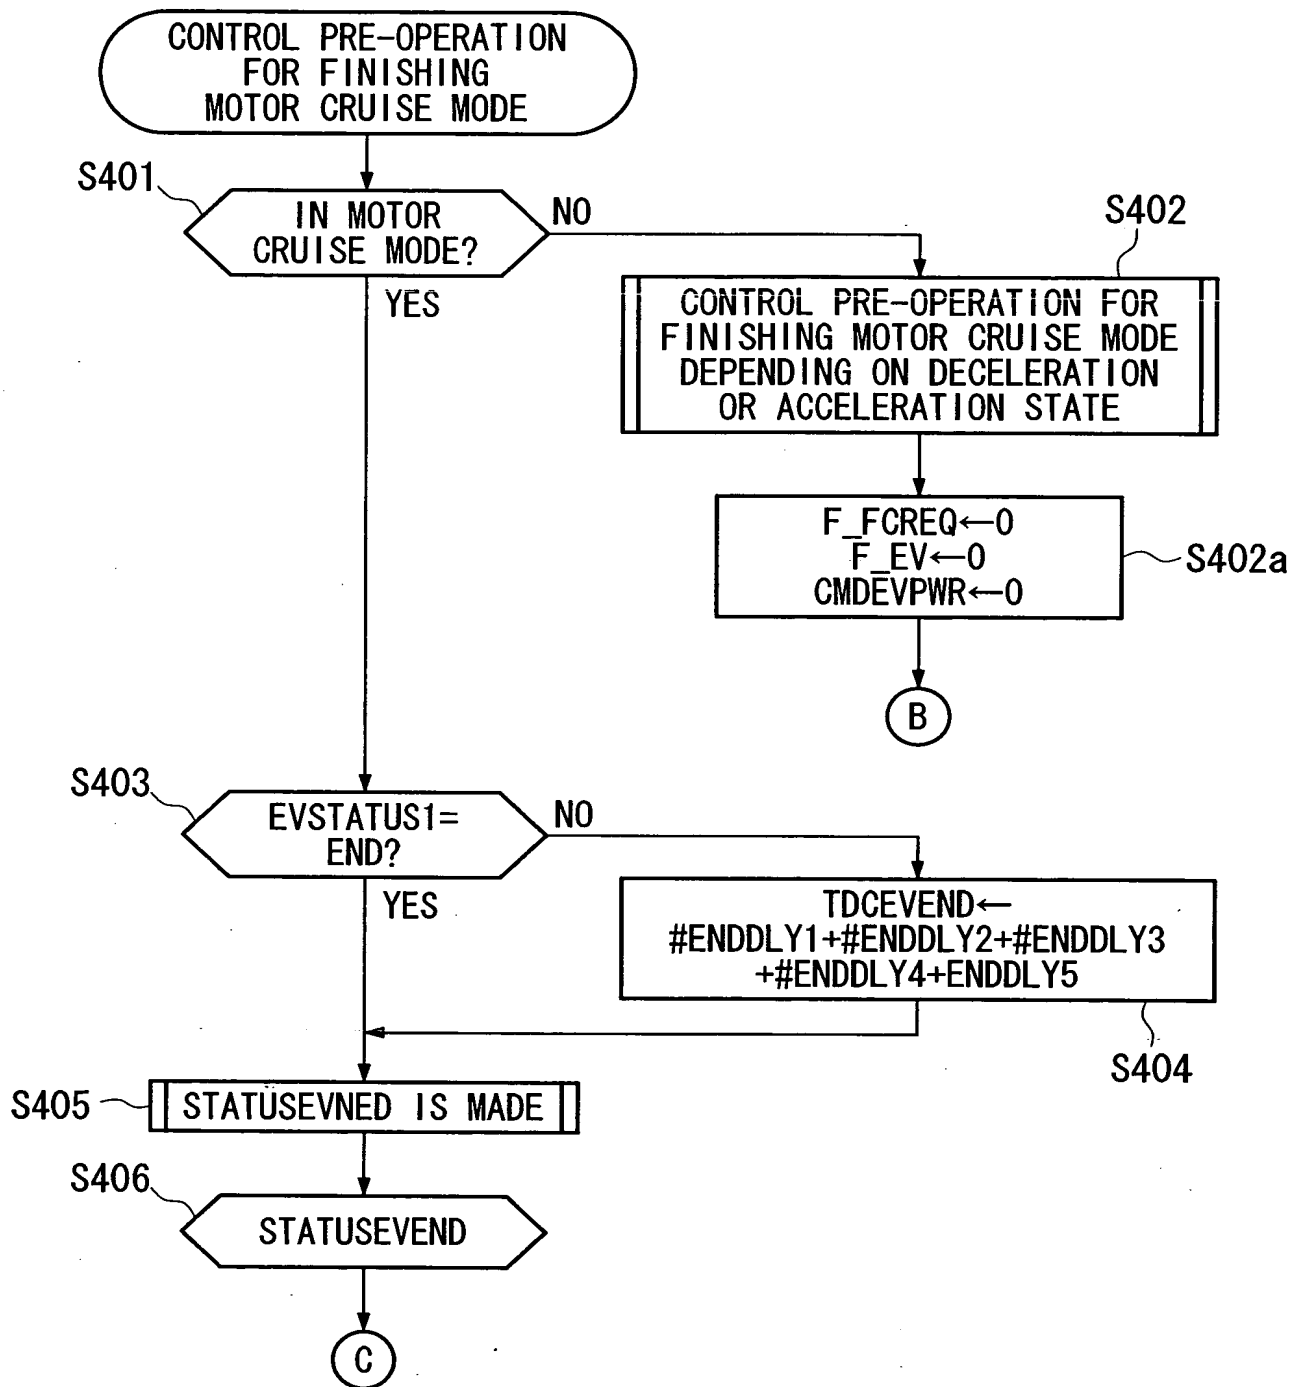 CONTROL PRE-OPERATION
FOR FINISHING
MOTOR CRUISE MODE
S401
IN MOTOR
CRUISE MODE?
NO
YES
S402
CONTROL PRE-OPERATION FOR
FINISHING MOTOR CRUISE MODE
DEPENDING ON DECELERATION
OR ACCELERATION STATE
F_FCREQ←0
F_EV←0
CMDEVPWR←0
S402a
B
S403
EVSTATUS1=
END?
NO
YES
TDCEVEND←
#ENDDLY1+#ENDDLY2+#ENDDLY3
+#ENDDLY4+ENDDLY5
S404
S405
STATUSEVNED IS MADE
S406
STATUSEVEND
C